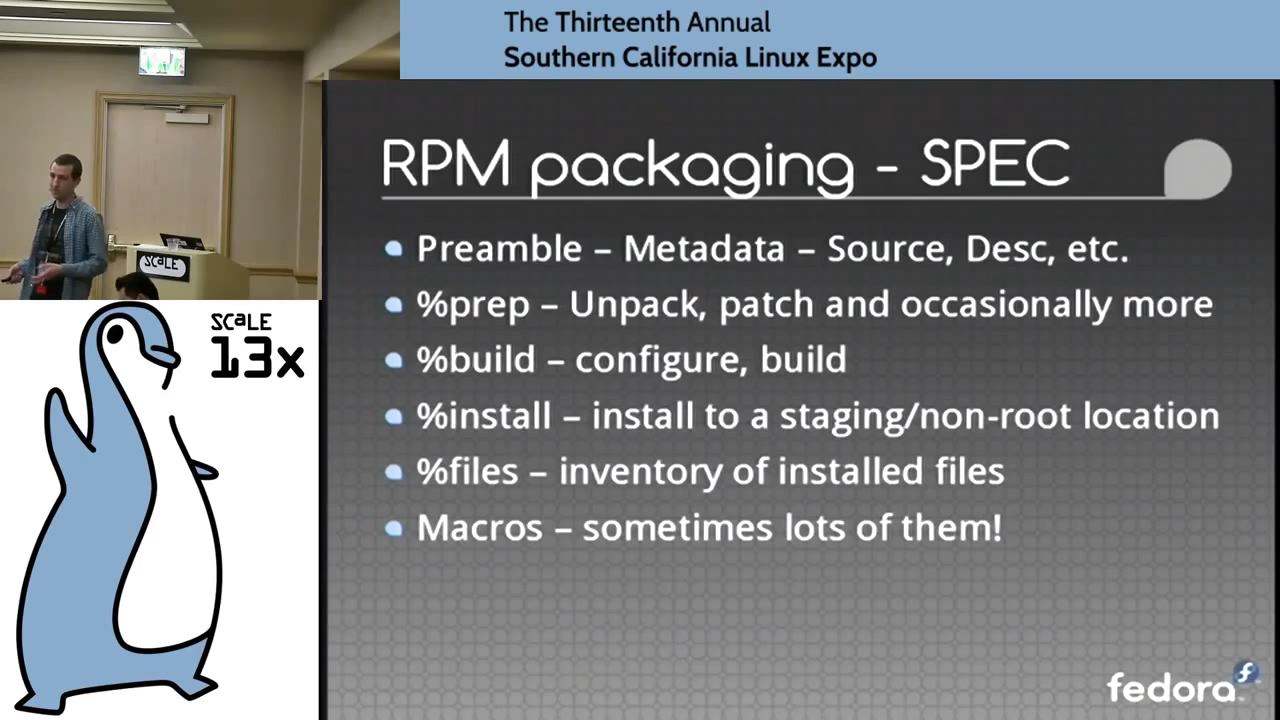 The Thirteenth Annual
Southern California Linux Expo
RPM packaging – SPEC
Preamble – Metadata – Source, Desc, etc.
%prep – Unpack, patch and occasionally more
%build – configure, build
%install – install to a staging/non-root location
%files – inventory of installed files
Macros – sometimes lots of them!
fedora
SCALE
SCALE
13x